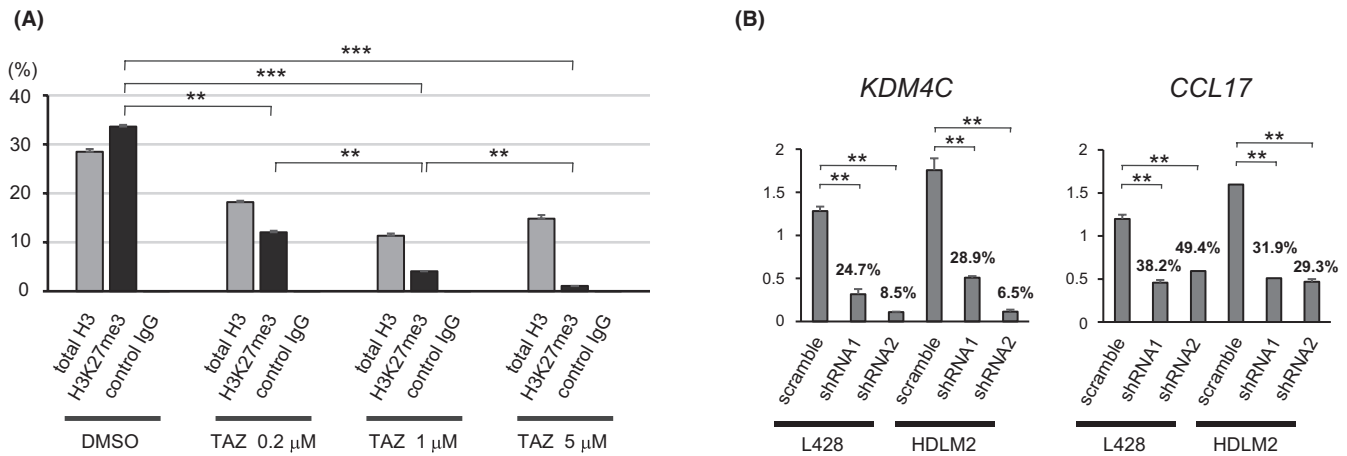 (A)
(%)
40
30
20
10
0
***
***
**
**
**
total H3
H3K27me3
control IgG
total H3
H3K27me3
control IgG
total H3
H3K27me3
control IgG
total H3
H3K27me3
control IgG
DMSO
TAZ 0.2 μM
TAZ 1 μM
TAZ 5 μM
(B)
KDM4C
2
1.5
1
0.5
0
**
**
**
**
24.7%
8.5%
28.9%
6.5%
scramble
shRNA1
shRNA2
scramble
shRNA1
shRNA2
L428
HDLM2
CCL17
2
1.5
1
0.5
0
**
**
**
**
38.2%
49.4%
31.9%
29.3%
scramble
shRNA1
shRNA2
scramble
shRNA1
shRNA2
L428
HDLM2